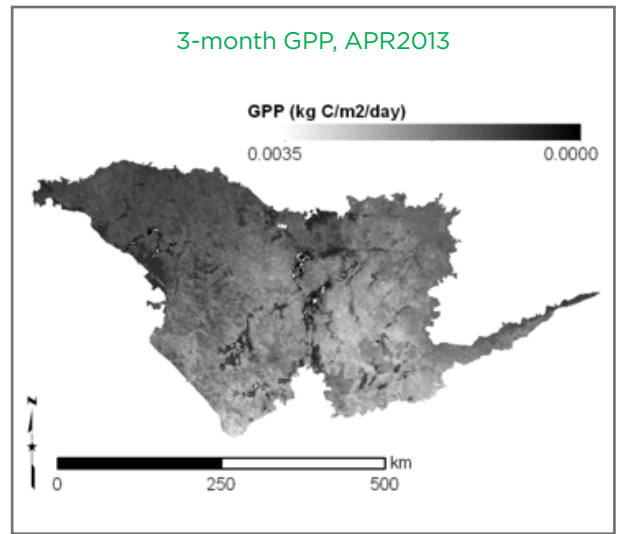 3-month GPP, APR2013
GPP (kg C/m2/day)
0.0035 0.0000
N
km
0 250 500